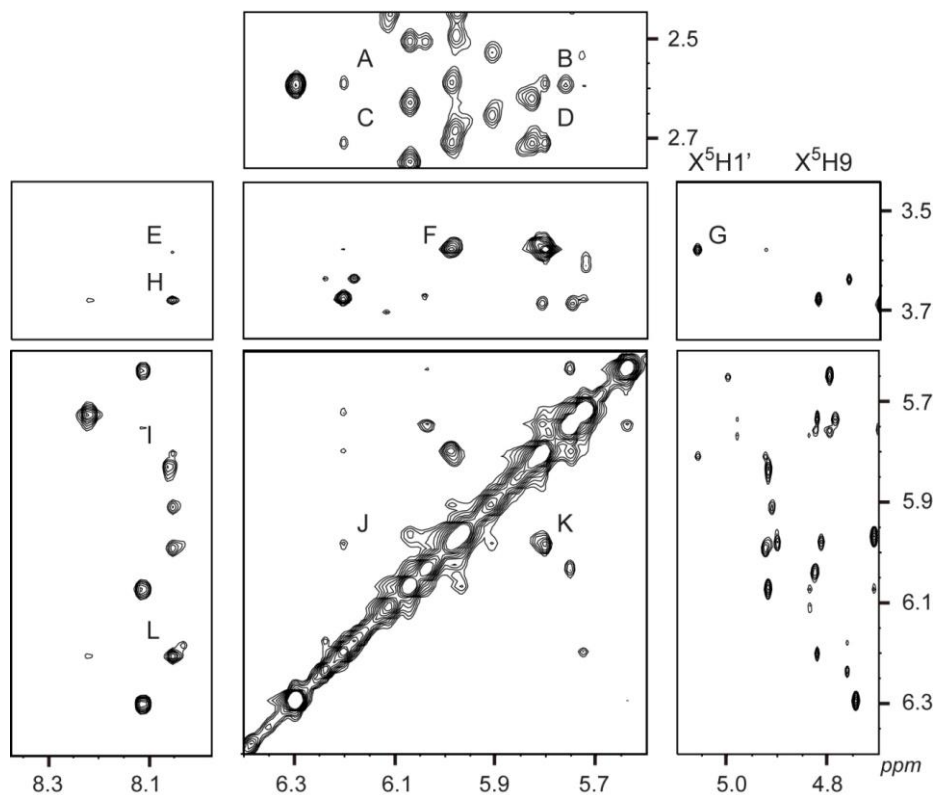 A B 2.5
C D 2.7
X⁵H1' X⁵H9
E F G 3.5
H 3.7
5.7
I
J K 5.9
6.1
L
6.3
8.3 8.1 6.3 6.1 5.9 5.7 5.0 4.8 ppm